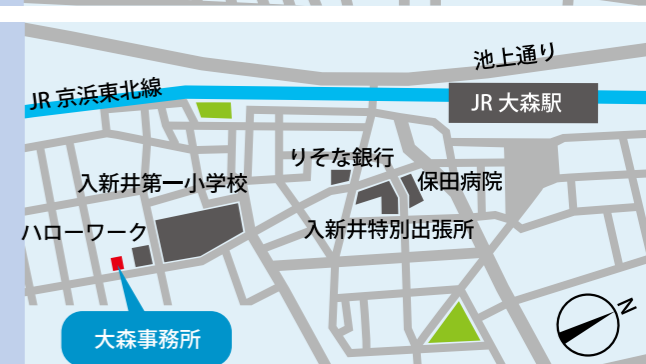 池上通り
JR 京浜東北線
JR 大森駅
りそな銀行
入新井第一小学校
保田病院
ハローワーク
入新井特別出張所
大森事務所
N